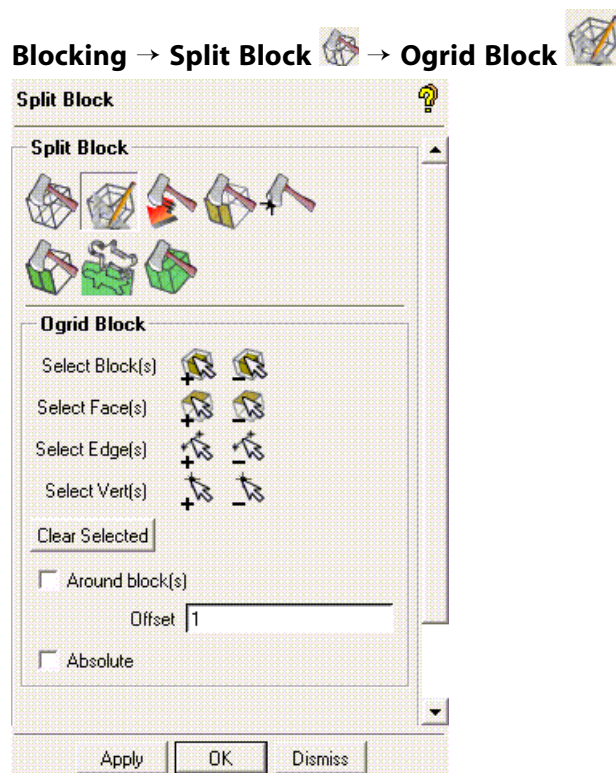 Blocking → Split Block → Ogrid Block
Split Block
Split Block
Ogrid Block
Select Block(s)
Select Face(s)
Select Edge(s)
Select Vert(s)
Clear Selected
Around block(s)
Offset 1
Absolute
Apply OK Dismiss